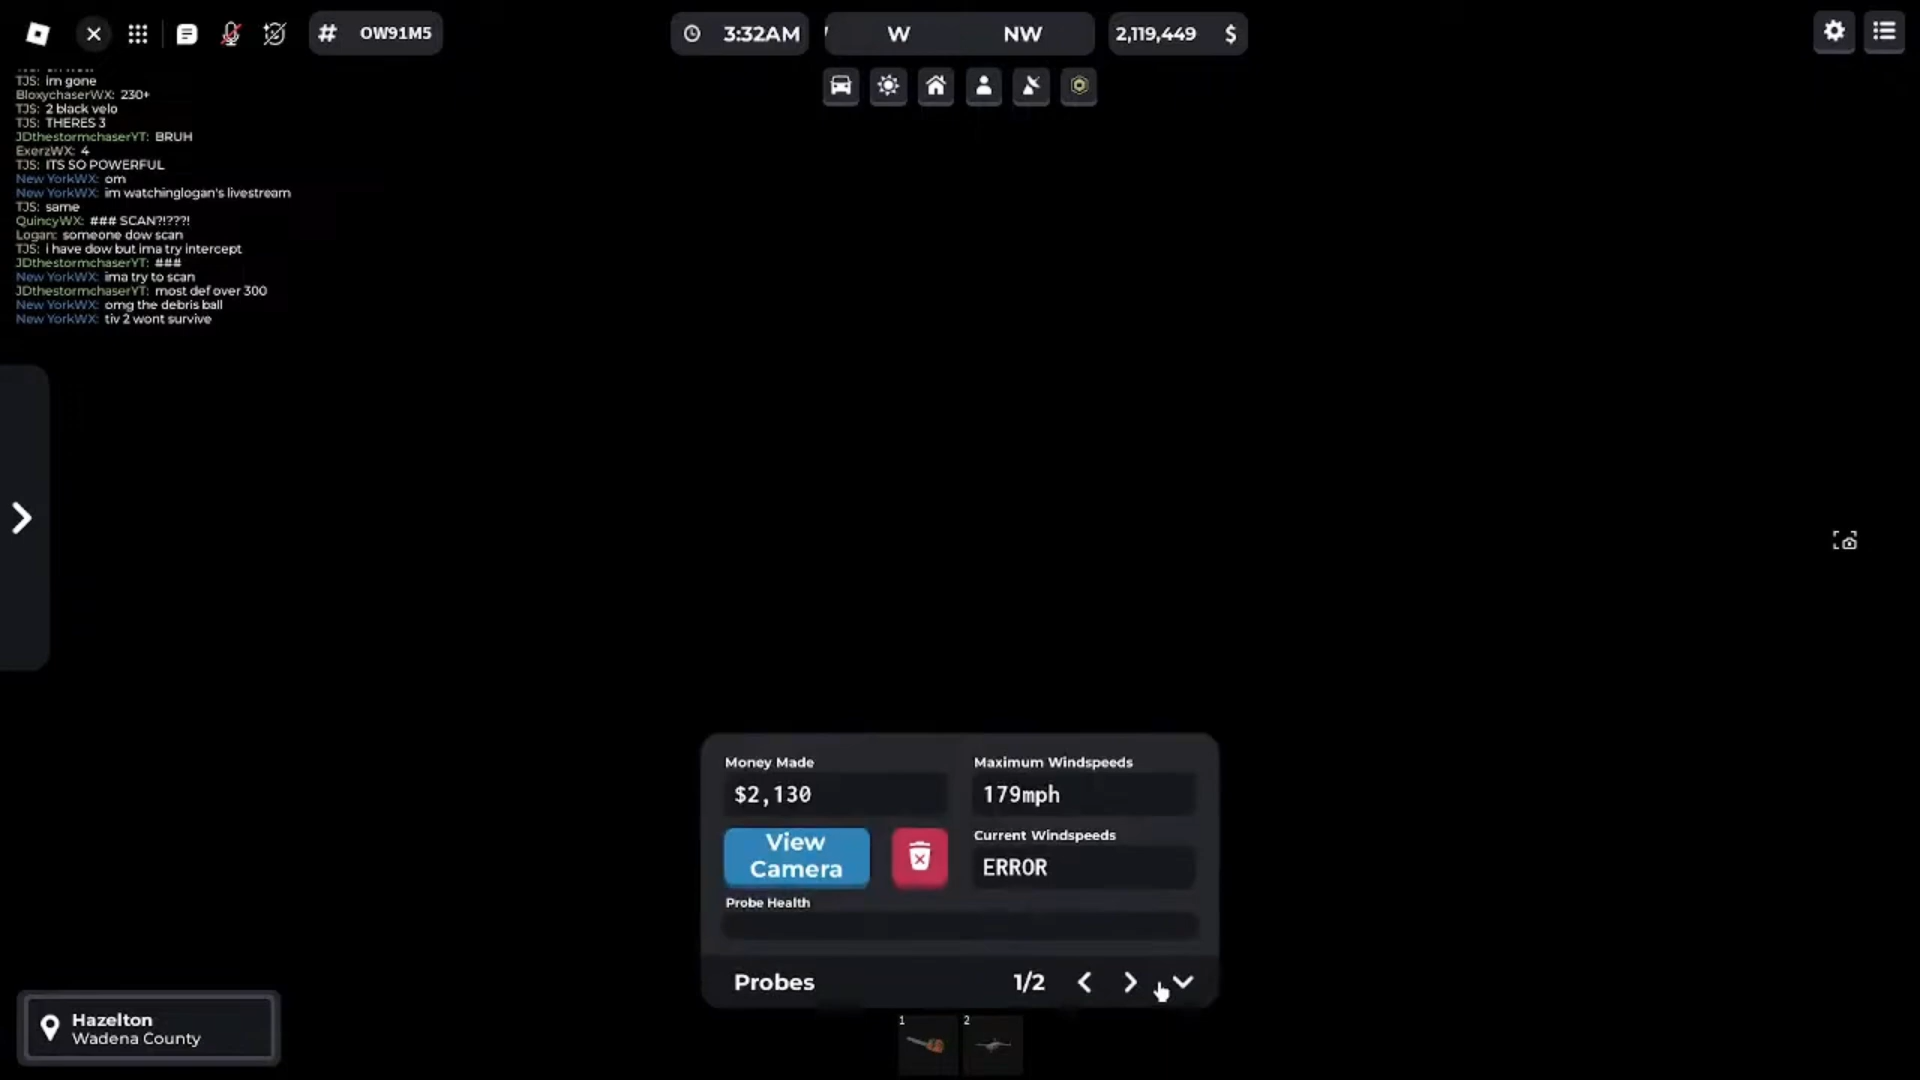 # OW91M5
3:32AM
W NW
2,119,449 $
TJS: im gone
BloxychaserWX: 230+
TJS: 2 black velo
TJS: THERES 3
JDthestormchaserYT: BRUH
ExerzWX: 4
TJS: ITS SO POWERFUL
New YorkWX: om
New YorkWX: im watchinglogan's livestream
TJS: same
QuincyWX: ### SCAN?!???!
Logan: someone dow scan
TJS: i have dow but ima try intercept
JDthestormchaserYT: ###
New YorkWX: ima try to scan
JDthestormchaserYT: most def over 300
New YorkWX: omg the debris ball
New YorkWX: tiv 2 wont survive
Money Made
$2,130
Maximum Windspeeds
179mph
View
Camera
Current Windspeeds
ERROR
Probe Health
Probes 1/2
Hazelton
Wadena County
1 2